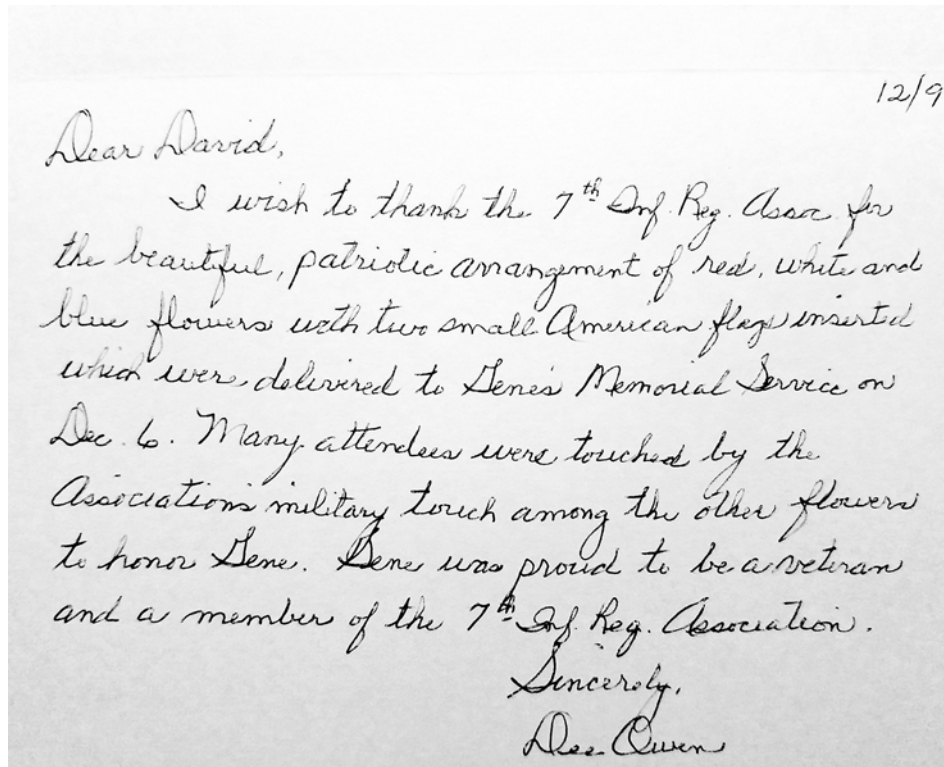 12/9
Dear David,
I wish to thank the 7th Inf. Reg. Assoc. for
the beautiful, patriotic arrangement of red, white and
blue flowers with two small American flags inserted
which were delivered to Gene's Memorial Service on
Dec. 6. Many attendees were touched by the
Association's military touch among the other flowers
to honor Gene. Gene was proud to be a veteran
and a member of the 7th Inf. Reg. Association.
Sincerely,
Dee Owen